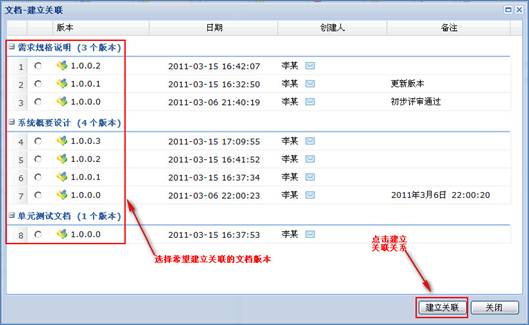 文档-建立关联
版本 日期 创建人 备注
需求规格说明 (3 个版本)
1 1.0.0.2 2011-03-15 16:42:07 李某
2 1.0.0.1 2011-03-15 16:32:50 李某 更新版本
3 1.0.0.0 2011-03-06 21:40:19 李某 初步评审通过
系统概要设计 (4 个版本)
4 1.0.0.3 2011-03-15 17:09:55 李某
5 1.0.0.2 2011-03-15 16:41:52 李某
6 1.0.0.1 2011-03-15 16:37:34 李某
7 1.0.0.0 2011-03-06 22:00:23 李某 2011年3月6日 22:00:20
单元测试文档 (1 个版本)
8 1.0.0.0 2011-03-15 16:37:53 李某
选择希望建立关联的文档版本
点击建立
关联关系
建立关联 关闭